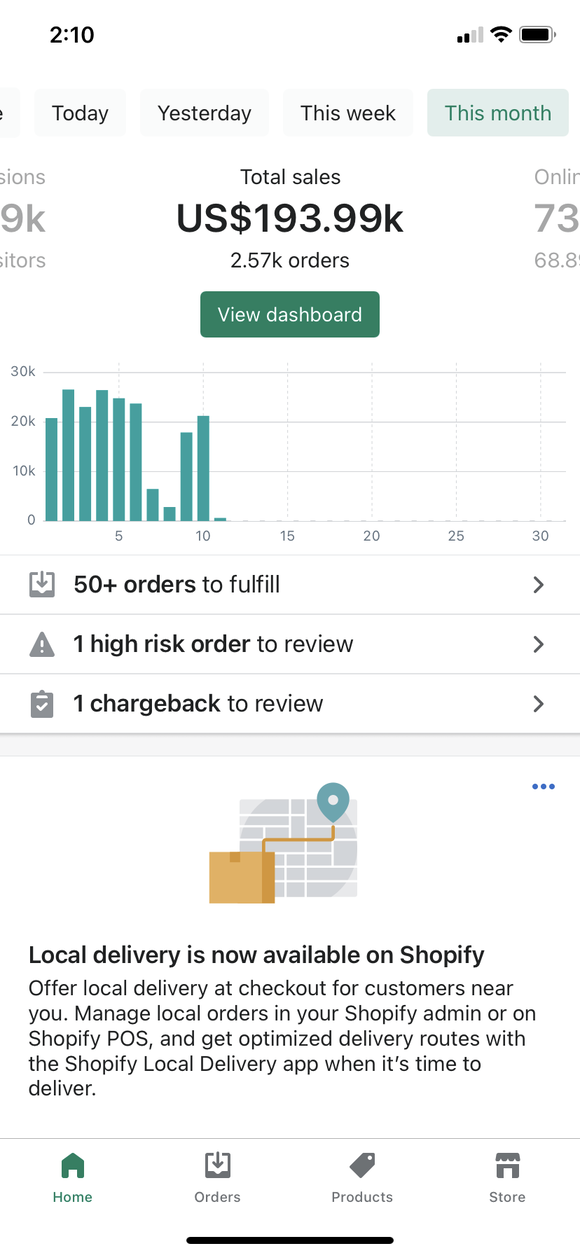 2:10
Today Yesterday This week This month
sions Total sales Onlin
9k US$193.99k 73
sitors 2.57k orders 68.8
View dashboard
30k
20k
10k
0
5 10 15 20 25 30
50+ orders to fulfill
1 high risk order to review
1 chargeback to review
Local delivery is now available on Shopify
Offer local delivery at checkout for customers near
you. Manage local orders in your Shopify admin or on
Shopify POS, and get optimized delivery routes with
the Shopify Local Delivery app when it’s time to
deliver.
Home Orders Products Store